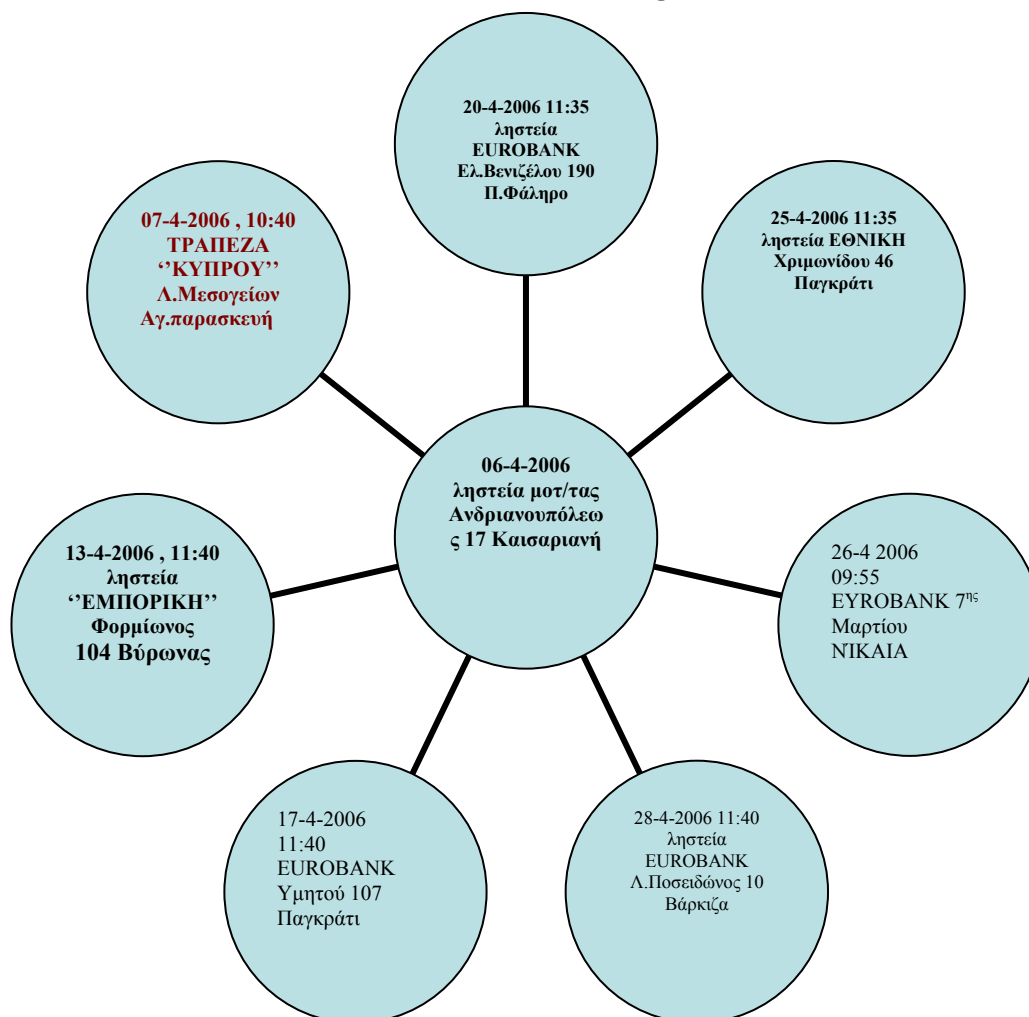 20-4-2006 11:35
ληστεία
EUROBANK
Ελ.Βενιζέλου 190
Π.Φάληρο
07-4-2006 , 10:40
ΤΡΑΠΕΖΑ
‘’ΚΥΠΡΟΥ’’
Λ.Μεσογείων
Αγ.παρασκευή
25-4-2006 11:35
ληστεία ΕΘΝΙΚΗ
Χριμωνίδου 46
Παγκράτι
06-4-2006
ληστεία μοτ/τας
Ανδριανουπόλεω
ς 17 Καισαριανή
13-4-2006 , 11:40
ληστεία
‘’ΕΜΠΟΡΙΚΗ’’
Φορμίωνος
104 Βύρωνας
26-4 2006
09:55
EYROBANK 7ης
Μαρτίου
ΝΊΚΑΙΑ
17-4-2006
11:40
EUROBANK
Υμητού 107
Παγκράτι
28-4-2006 11:40
ληστεία
EUROBANK
Λ.Ποσειδώνος 10
Βάρκιζα